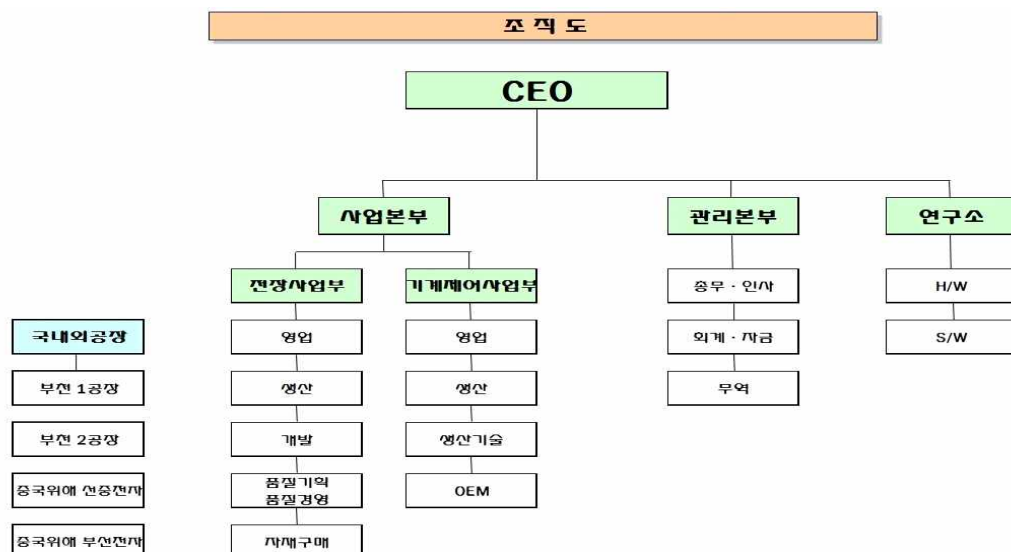 조 직 도
CEO
사업본부
관리본부
연구소
전장사업부
기계제어사업부
총무 · 인사
H/W
국내외공장
영업
영업
회계 · 자금
S/W
부천 1공장
생산
생산
무역
부천 2공장
개발
생산기술
중국위해 선중전자
품질기획
품질경영
OEM
중국위해 부선전자
자재구매